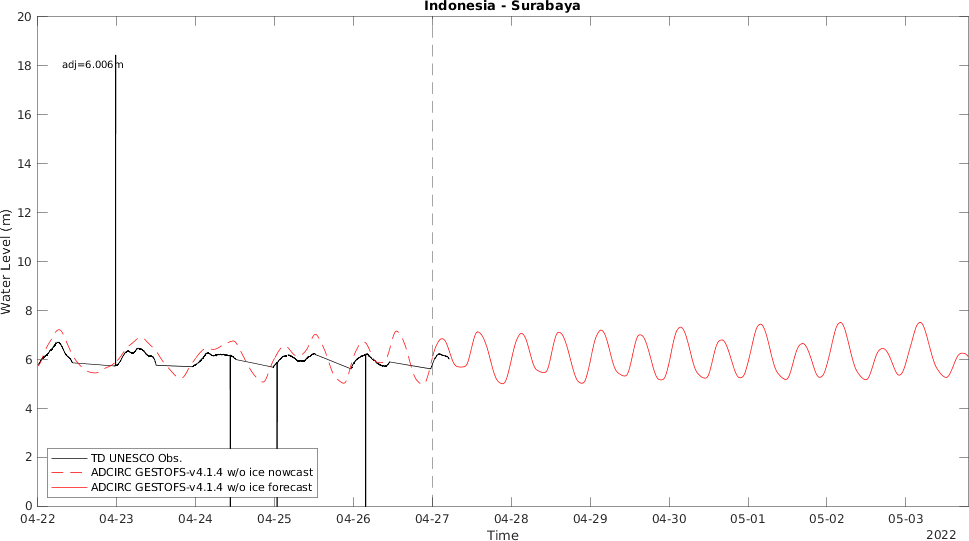 Indonesia - Surabaya
20
18
16
14
12
10
8
6
4
2
0
Water Level (m)
adj=6.006m
TD UNESCO Obs.
ADCIRC GESTOFS-v4.1.4 w/o ice nowcast
ADCIRC GESTOFS-v4.1.4 w/o ice forecast
04-22 04-23 04-24 04-25 04-26 04-27 04-28 04-29 04-30 05-01 05-02 05-03
Time
2022